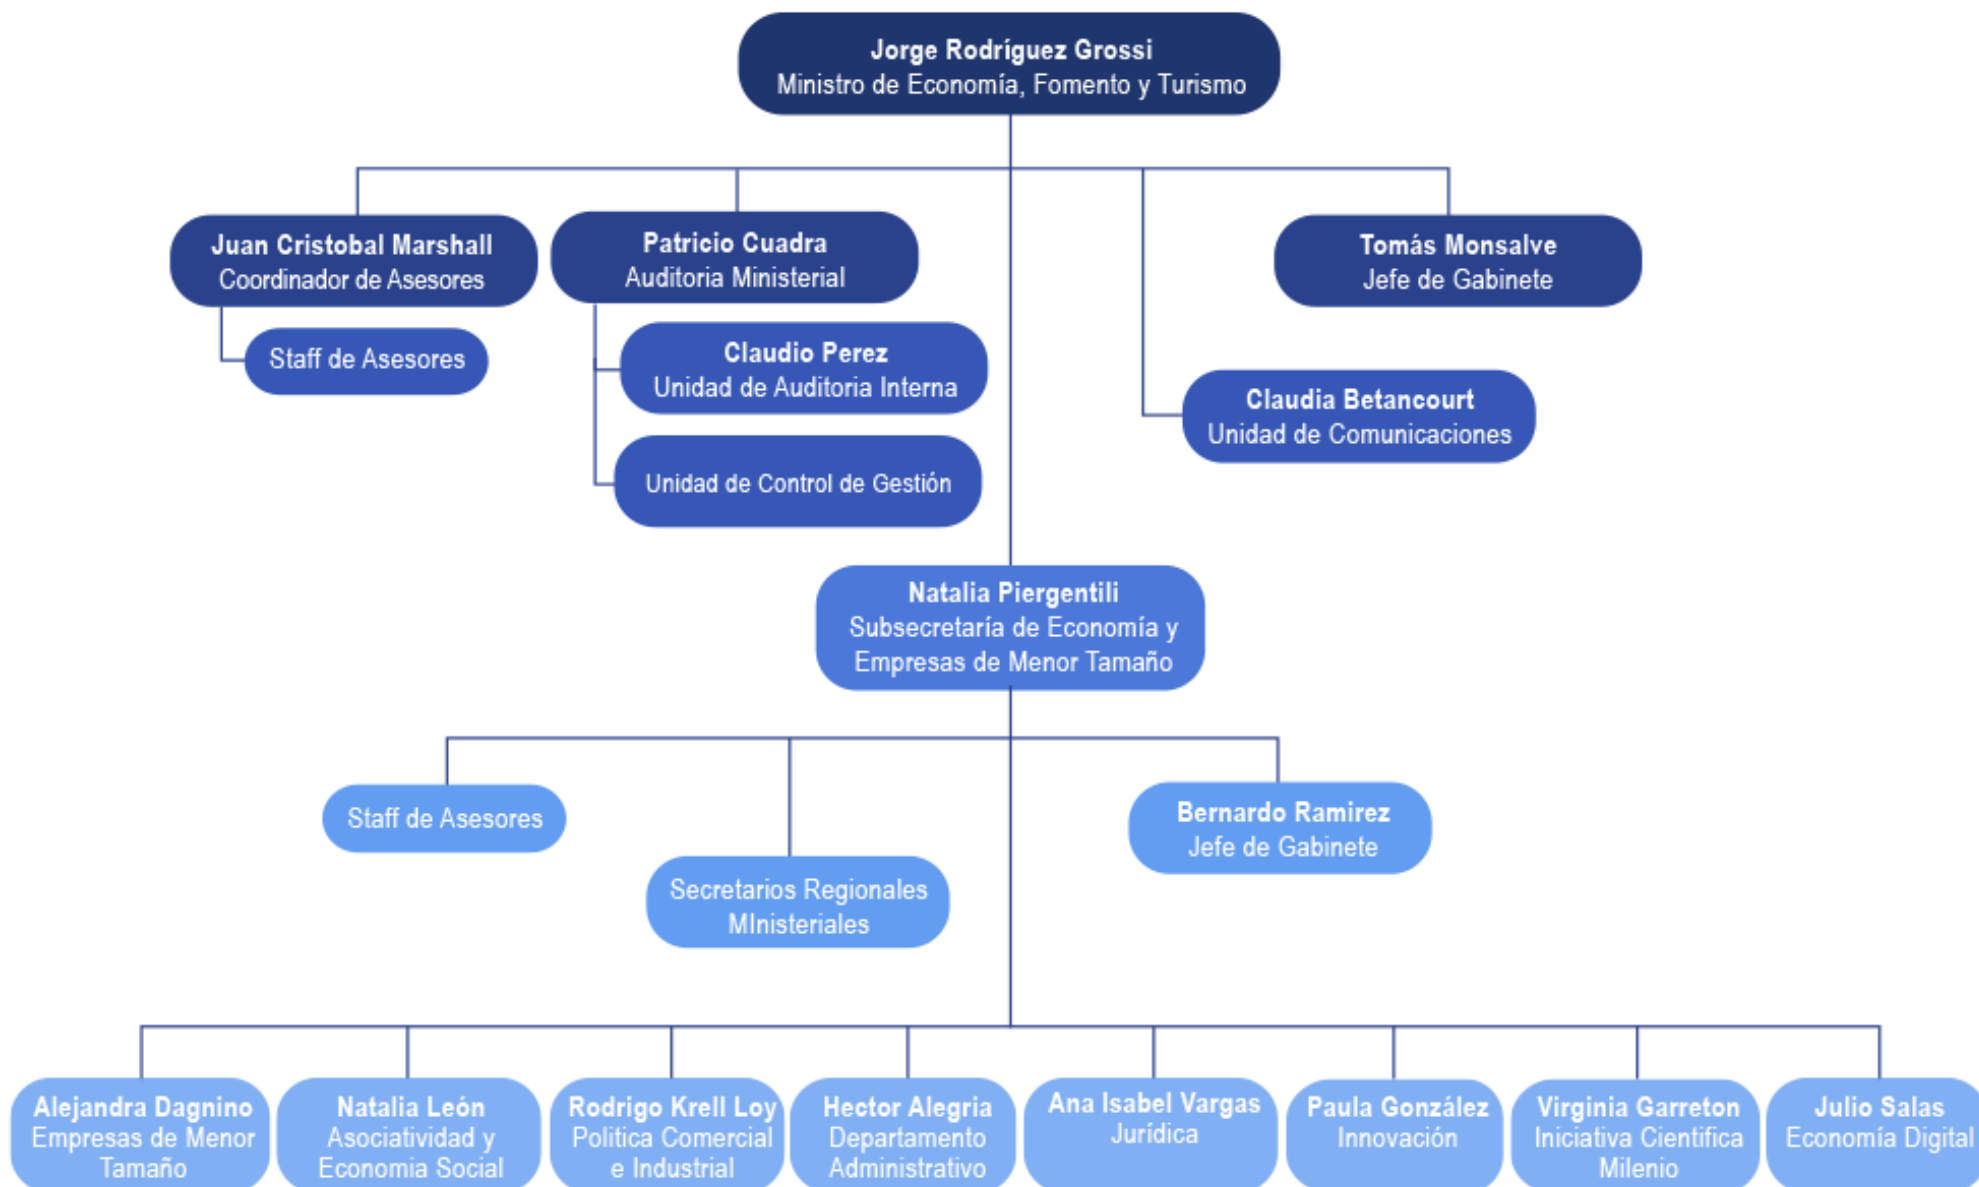 Jorge Rodríguez Grossi
Ministro de Economía, Fomento y Turismo
Juan Cristobal Marshall
Coordinador de Asesores
Staff de Asesores
Patricio Cuadra
Auditoria Ministerial
Claudio Perez
Unidad de Auditoria Interna
Unidad de Control de Gestión
Tomás Monsalve
Jefe de Gabinete
Claudia Betancourt
Unidad de Comunicaciones
Natalia Piergentili
Subsecretaría de Economía y
Empresas de Menor Tamaño
Staff de Asesores
Secretarios Regionales
MInisteriales
Bernardo Ramirez
Jefe de Gabinete
Alejandra Dagnino
Empresas de Menor
Tamaño
Natalia León
Asociatividad y
Economia Social
Rodrigo Krell Loy
Politica Comercial
e Industrial
Hector Alegria
Departamento
Administrativo
Ana Isabel Vargas
Jurídica
Paula González
Innovación
Virginia Garreton
Iniciativa Cientifica
Milenio
Julio Salas
Economía Digital